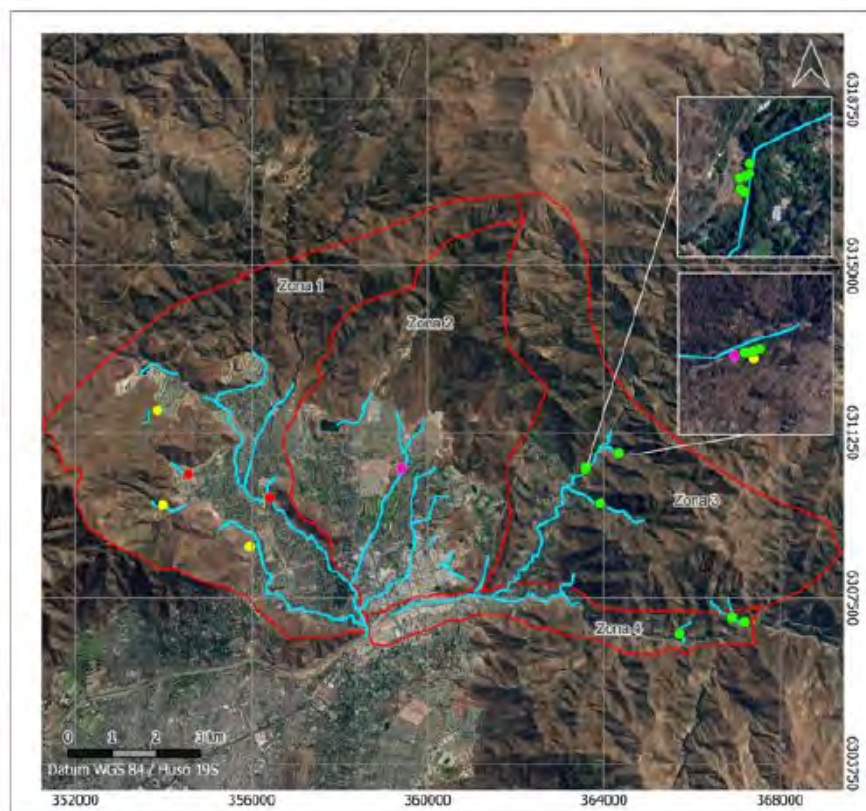 6318750
6315000
Zona 1
Zona 2
6311250
Zona 3
6307500
Zona 4
0 1 2 3 km
Datum WGS 84 / Huso 19S
6303750
352000 356000 360000 364000 368000